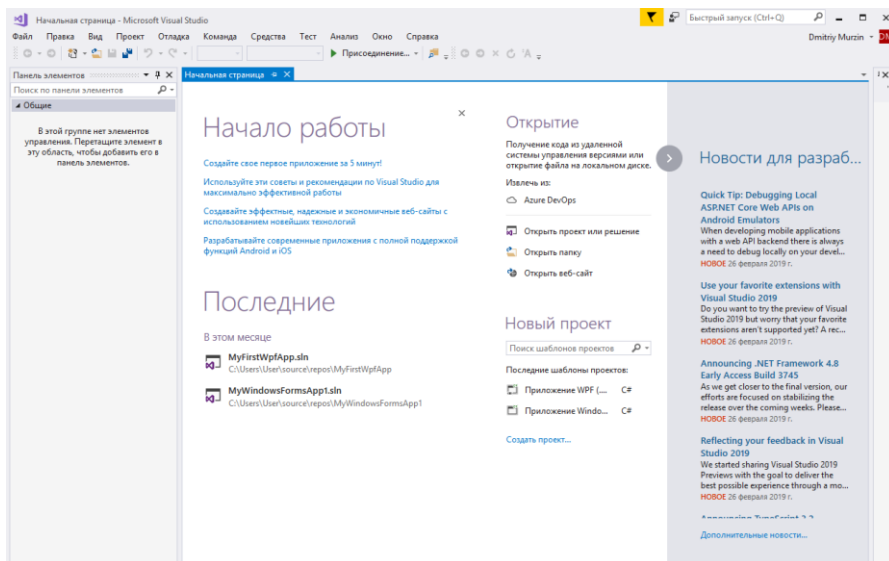 Начальная страница - Microsoft Visual Studio
Быстрый запуск (Ctrl+Q)
Файл Правка Вид Проект Отладка Команда Средства Тест Анализ Окно Справка
Dmitriy Murzin
Присоединение...
Панель элементов
Поиск по панели элементов
Общие
В этой группе нет элементов
управления. Перетащите элемент в
эту область, чтобы добавить его в
панель элементов.
Начальная страница
Начало работы
Создайте свое первое приложение за 5 минут!
Используйте эти советы и рекомендации по Visual Studio для
максимально эффективной работы
Создавайте эффективные, надежные и экономичные веб-сайты с
использованием новейших технологий
Разрабатывайте современные приложения с полной поддержкой
функций Android и iOS
Последние
В этом месяце
MyFirstWpfApp.sln
C:\Users\User\source\repos\MyFirstWpfApp
MyWindowsFormsApp1.sln
C:\Users\User\source\repos\MyWindowsFormsApp1
Открытие
Получение кода из удаленной
системы управления версиями или
открытие файла на локальном диске.
Извлечь из:
Azure DevOps
Открыть проект или решение
Открыть папку
Открыть веб-сайт
Новый проект
Поиск шаблонов проектов
Последние шаблоны проектов:
Приложение WPF (.... C#
Приложение Windo... C#
Создать проект...
Новости для разраб...
Quick Tip: Debugging Local
ASP.NET Core Web APIs on
Android Emulators
When developing mobile applications
with a web API backend there is always
a need to debug locally on your devel...
НОВОЕ 26 февраля 2019 г.
Use your favorite extensions with
Visual Studio 2019
Do you want to try the preview of Visual
Studio 2019 but worry that your favorite
extensions aren't supported yet? A rec...
НОВОЕ 26 февраля 2019 г.
Announcing .NET Framework 4.8
Early Access Build 3745
As we get closer to the final version, our
efforts are focused on stabilizing the
release over the coming weeks. Please...
НОВОЕ 26 февраля 2019 г.
Reflecting your feedback in Visual
Studio 2019
We started sharing Visual Studio 2019
Previews with the goal to deliver the
best possible experience through a mo...
НОВОЕ 26 февраля 2019 г.
Announcing TypeScript 3.3
Дополнительные новости...